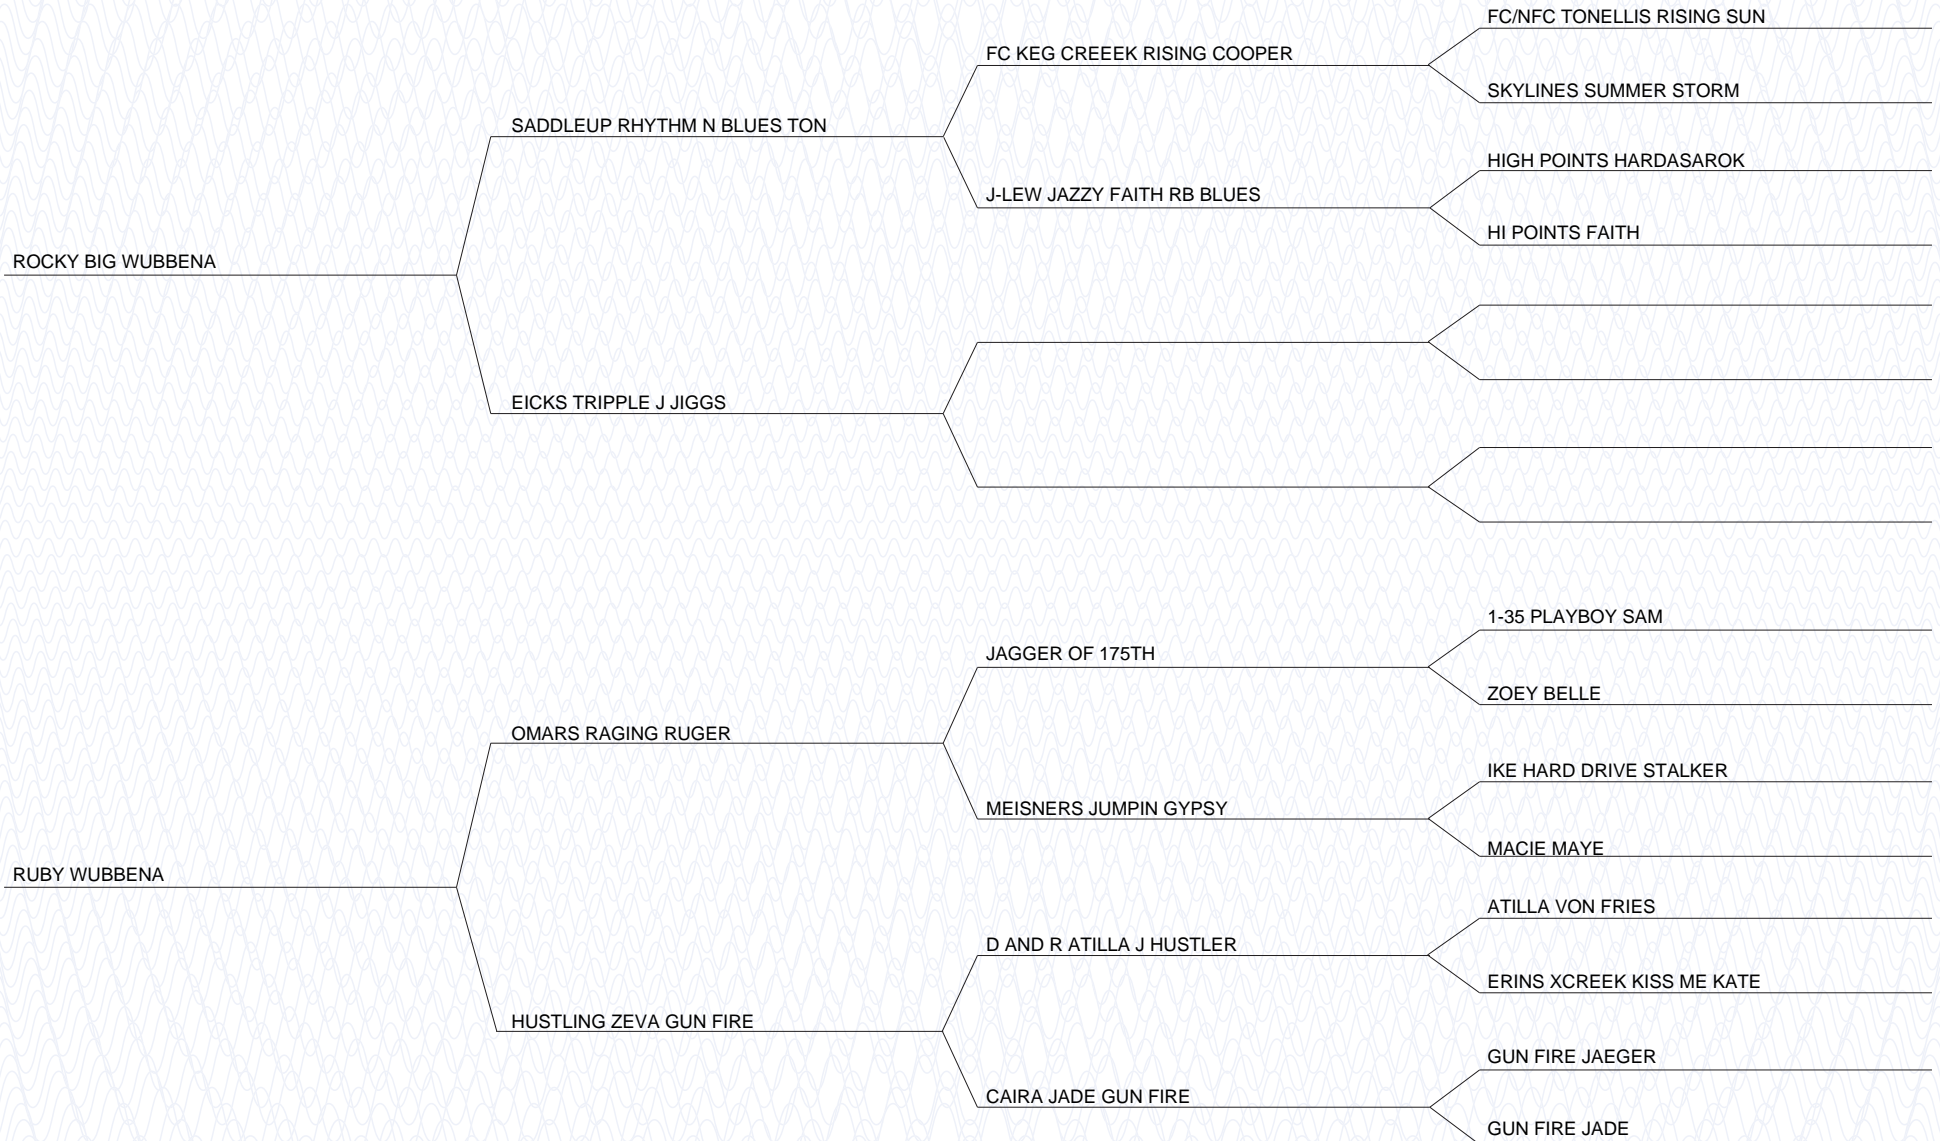 FC/NFC TONELLIS RISING SUN
FC KEG CREEEK RISING COOPER
SKYLINES SUMMER STORM
SADDLEUP RHYTHM N BLUES TON
HIGH POINTS HARDASAROK
J-LEW JAZZY FAITH RB BLUES
HI POINTS FAITH
ROCKY BIG WUBBENA
EICKS TRIPPLE J JIGGS
1-35 PLAYBOY SAM
JAGGER OF 175TH
ZOEY BELLE
OMARS RAGING RUGER
IKE HARD DRIVE STALKER
MEISNERS JUMPIN GYPSY
MACIE MAYE
RUBY WUBBENA
ATILLA VON FRIES
D AND R ATILLA J HUSTLER
ERINS XCREEK KISS ME KATE
HUSTLING ZEVA GUN FIRE
GUN FIRE JAEGER
CAIRA JADE GUN FIRE
GUN FIRE JADE